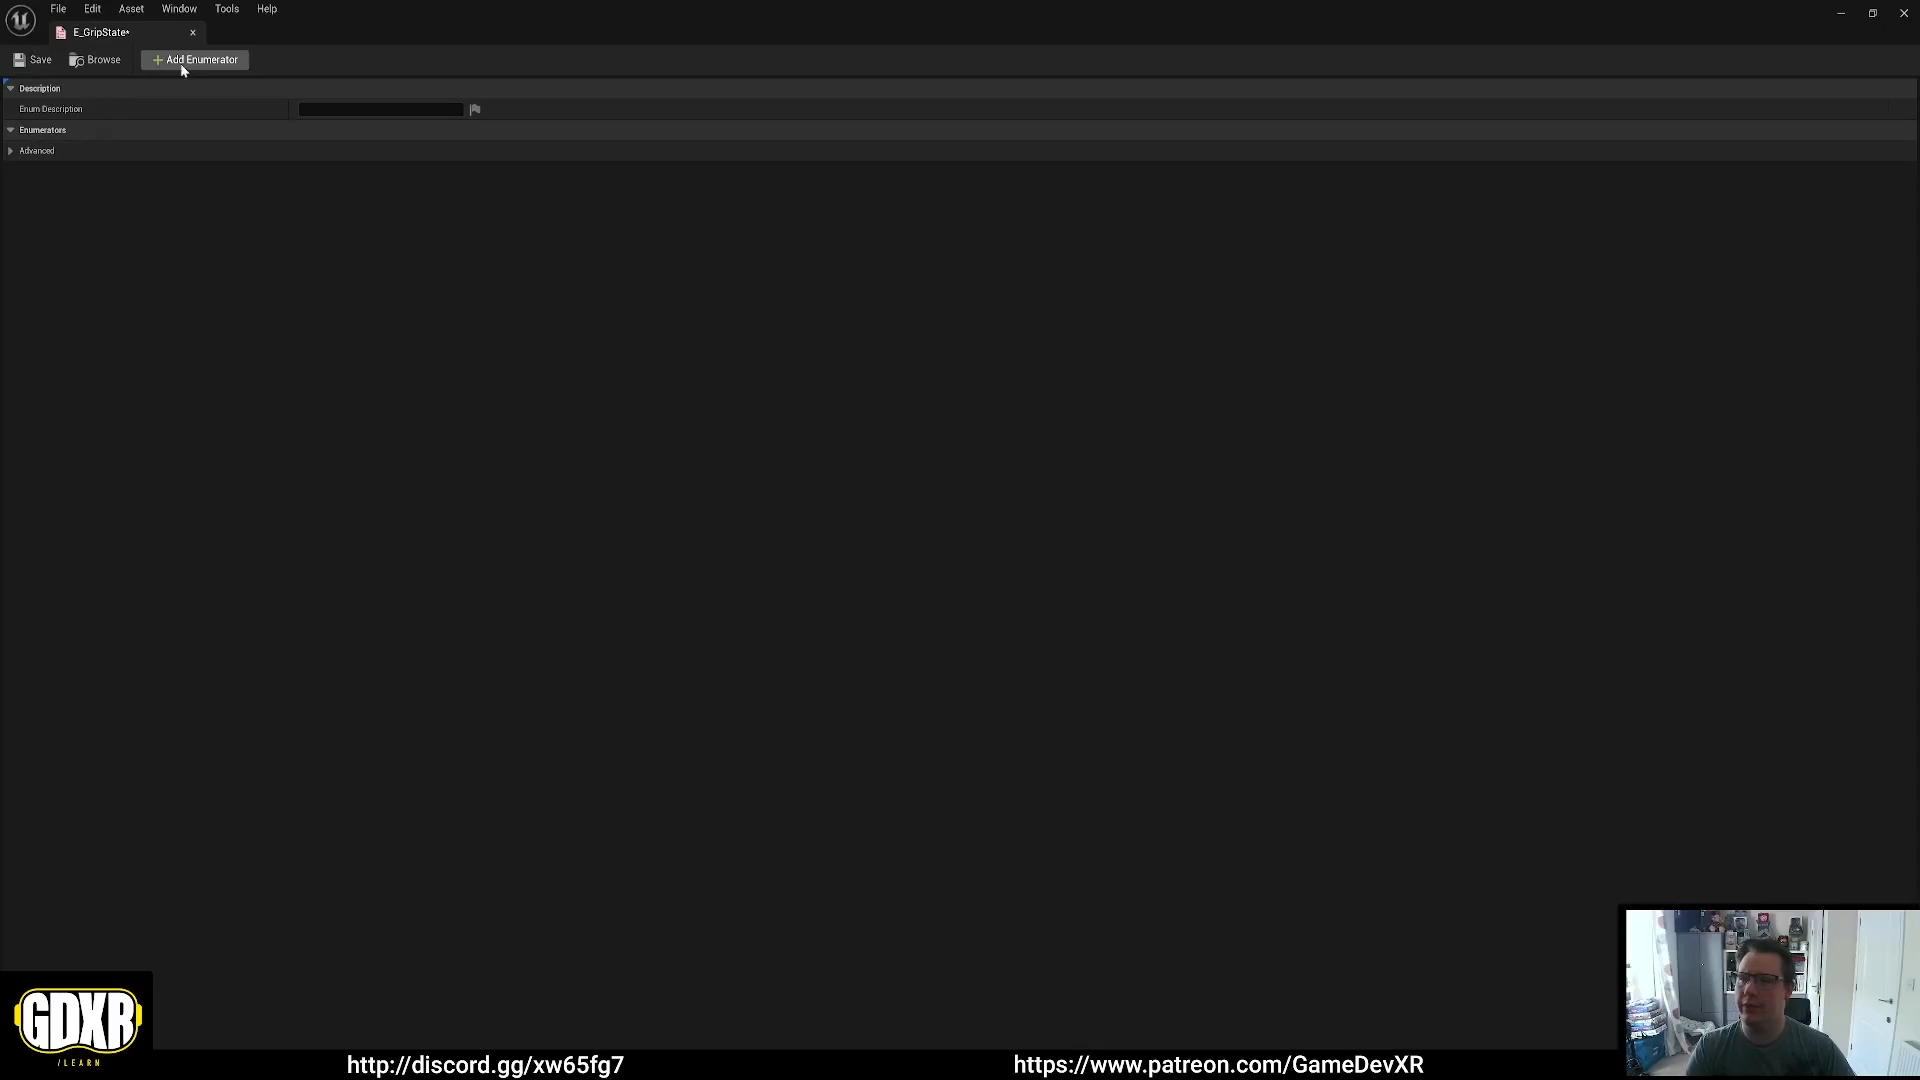 File Edit Asset Window Tools Help
E_GripState*
Save Browse Add Enumerator
Description
Enum Description
Enumerators
Advanced
GDXR
/LEARN
http://discord.gg/xw65fg7
https://www.patreon.com/GameDevXR